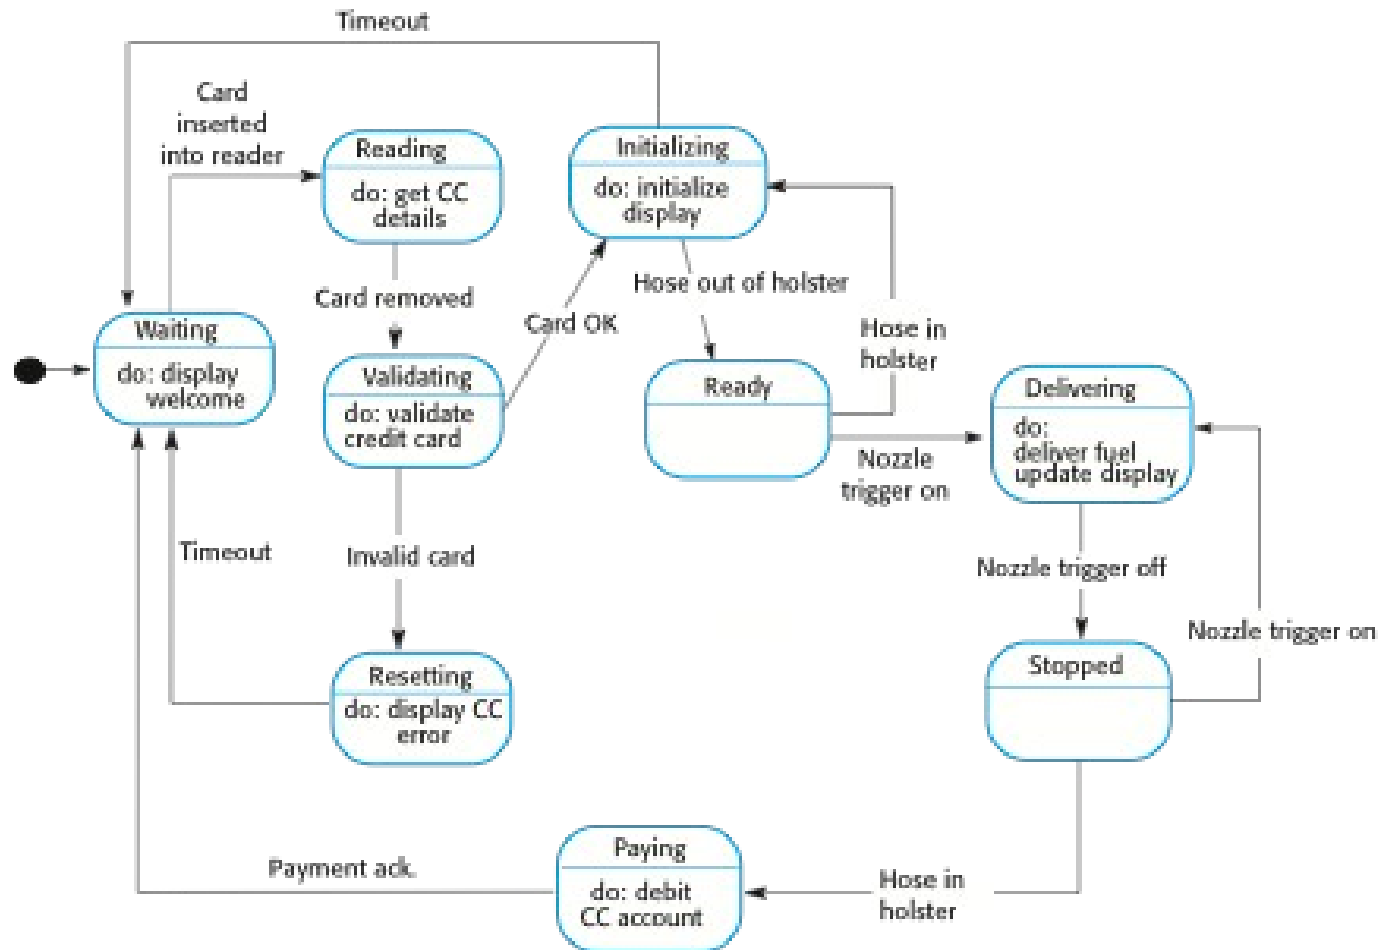 Timeout
Card
inserted
into reader
Reading
do: get CC
details
Initializing
do: initialize
display
Card removed
Hose out of holster
Card OK
Hose in
holster
Waiting
do: display
welcome
Validating
do: validate
credit card
Ready
Delivering
do:
deliver fuel
update display
Nozzle
trigger on
Timeout
Invalid card
Nozzle trigger off
Nozzle trigger on
Resetting
do: display CC
error
Stopped
Paying
do: debit
CC account
Payment ack.
Hose in
holster